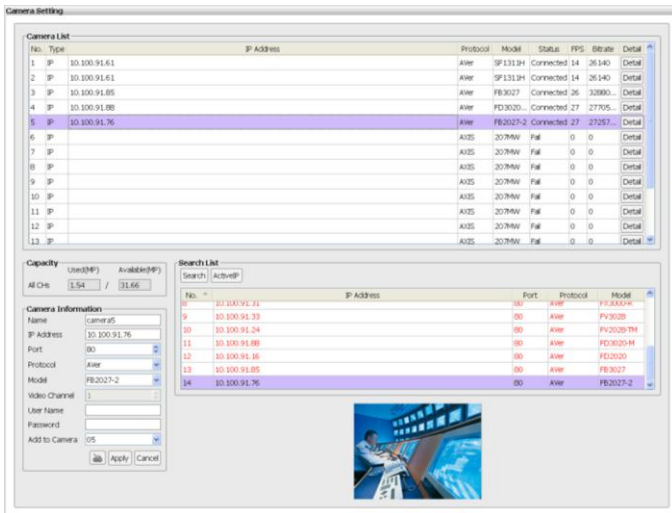 Camera Setting
Camera List
No. Type IP Address Protocol Model Status FPS Bitrate Detail
1 IP 10.100.91.61 AVer SF1311H Connected 14 26140 Detail
2 IP 10.100.91.61 AVer SF1311H Connected 14 26140 Detail
3 IP 10.100.91.85 AVer FB3027 Connected 26 32880... Detail
4 IP 10.100.91.88 AVer FD3020... Connected 27 27705... Detail
5 IP 10.100.91.76 AVer FB2027-2 Connected 27 27257... Detail
6 IP AXIS 207MW Fail 0 0 Detail
7 IP AXIS 207MW Fail 0 0 Detail
8 IP AXIS 207MW Fail 0 0 Detail
9 IP AXIS 207MW Fail 0 0 Detail
10 IP AXIS 207MW Fail 0 0 Detail
11 IP AXIS 207MW Fail 0 0 Detail
12 IP AXIS 207MW Fail 0 0 Detail
13 IP AXIS 207MW Fail 0 0 Detail
Capacity
Used(MP) Available(MP)
All CHs 1.54 / 31.66
Camera Information
Name camera5
IP Address 10.100.91.76
Port 80
Protocol AVer
Model FB2027-2
Video Channel 1
User Name
Password
Add to Camera 05
Apply Cancel
Search List
Search ActiveIP
No. IP Address Port Protocol Model
8 10.100.91.31 80 AVer
9 10.100.91.33 80 AVer FV3028
10 10.100.91.24 80 AVer FV2028-TM
11 10.100.91.88 80 AVer FD3020-M
12 10.100.91.16 80 AVer FD2020
13 10.100.91.85 80 AVer FB3027
14 10.100.91.76 80 AVer FB2027-2